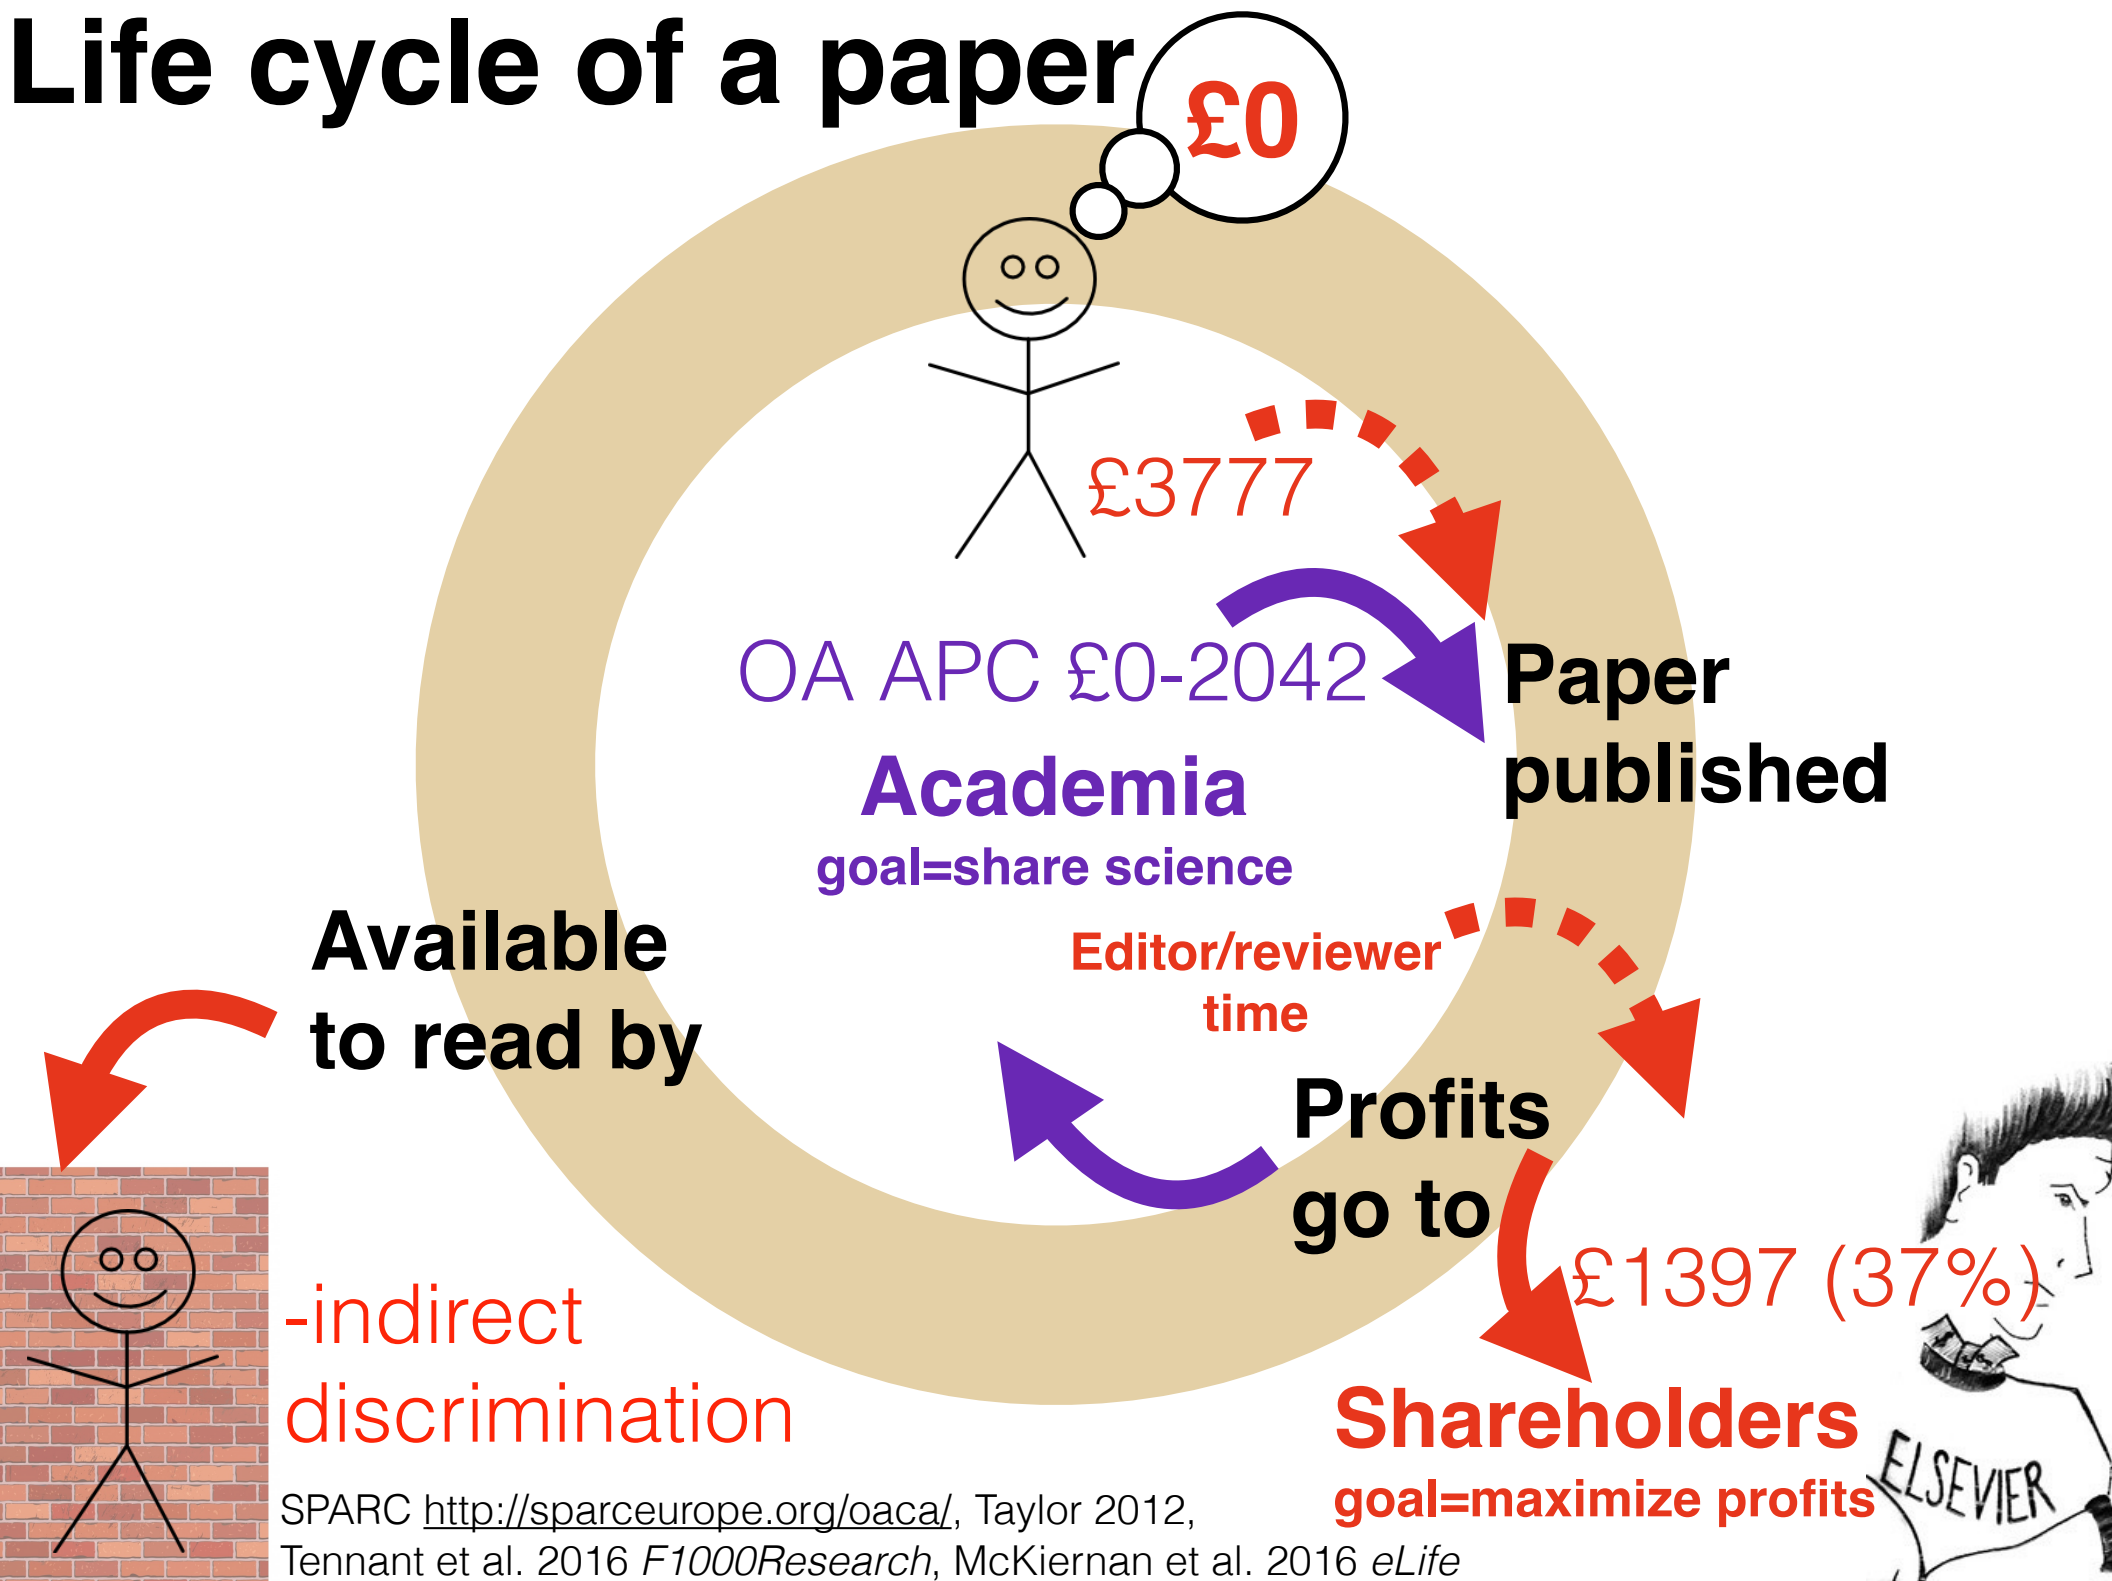 Life cycle of a paper
£0
£3777
OA APC £0-2042
Paper
published
Academia
goal=share science
Editor/reviewer
time
Available
to read by
Profits
go to
£1397 (37%)
-indirect
discrimination
Shareholders
goal=maximize profits
ELSEVIER
SPARC http://sparceurope.org/oaca/, Taylor 2012,
Tennant et al. 2016 F1000Research, McKiernan et al. 2016 eLife